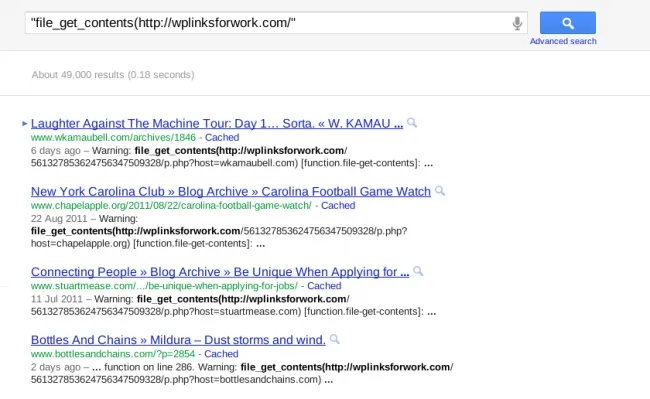 "file_get_contents(http://wplinksforwork.com/"
Advanced search
About 49,000 results (0.18 seconds)
Laughter Against The Machine Tour: Day 1… Sorta. « W. KAMAU ...
www.wkamaubell.com/archives/1846 - Cached
6 days ago – Warning: file_get_contents(http://wplinksforwork.com/
561327853624756347509328/p.php?host=wkamaubell.com) [function.file-get-contents]: ...
New York Carolina Club » Blog Archive » Carolina Football Game Watch
www.chapelapple.org/2011/08/22/carolina-football-game-watch/ - Cached
22 Aug 2011 – Warning:
file_get_contents(http://wplinksforwork.com/561327853624756347509328/p.php?
host=chapelapple.org) [function.file-get-contents]: ...
Connecting People » Blog Archive » Be Unique When Applying for ...
www.stuartmease.com/.../be-unique-when-applying-for-jobs/ - Cached
11 Jul 2011 – Warning: file_get_contents(http://wplinksforwork.com/
561327853624756347509328/p.php?host=stuartmease.com) [function.file-get-contents]: ...
Bottles And Chains » Mildura – Dust storms and wind.
www.bottlesandchains.com/?p=2854 - Cached
2 days ago – ... function on line 286. Warning: file_get_contents(http://wplinksforwork.com/
561327853624756347509328/p.php?host=bottlesandchains.com) ...